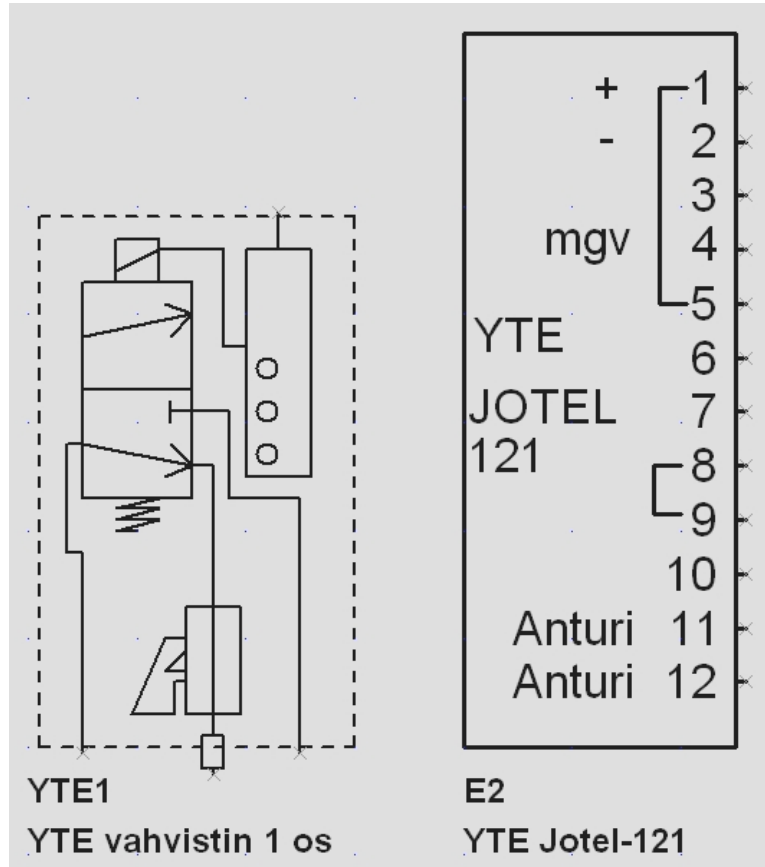 + 1
- 2
3
mgv 4
5
YTE
6
JOTEL 7
121 8
9
10
Anturi 11
Anturi 12
YTE1
YTE vahvistin 1 os
E2
YTE Jotel-121